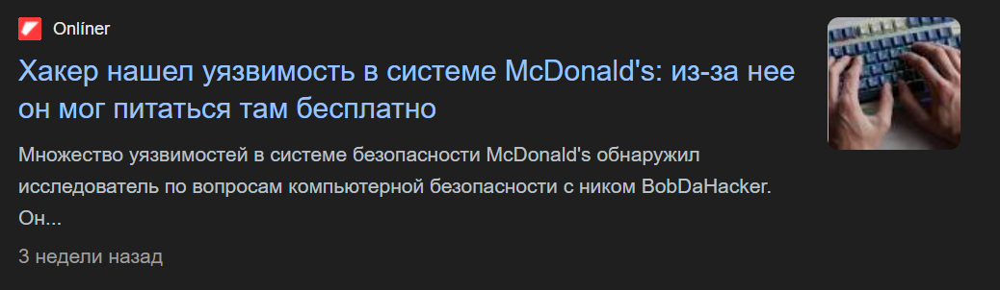 Onlíner
Хакер нашел уязвимость в системе McDonald's: из-за нее
он мог питаться там бесплатно
Множество уязвимостей в системе безопасности McDonald's обнаружил
исследователь по вопросам компьютерной безопасности с ником BobDaHacker.
Он...
3 недели назад